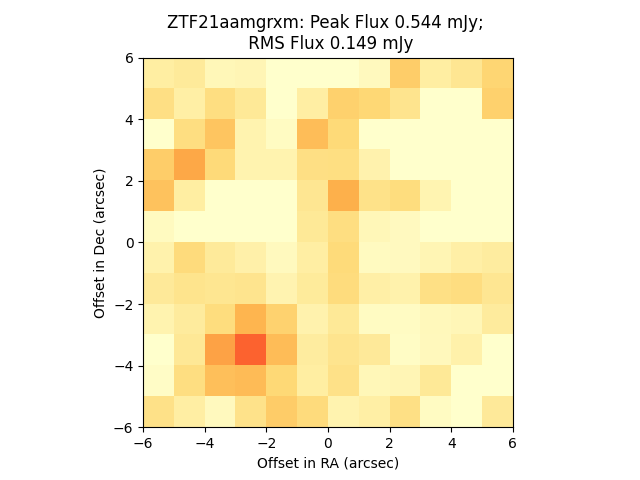 ZTF21aamgrxm: Peak Flux 0.544 mJy;
RMS Flux 0.149 mJy
6
4
2
0
−2
−4
−6
Offset in Dec (arcsec)
−6 −4 −2 0 2 4 6
Offset in RA (arcsec)